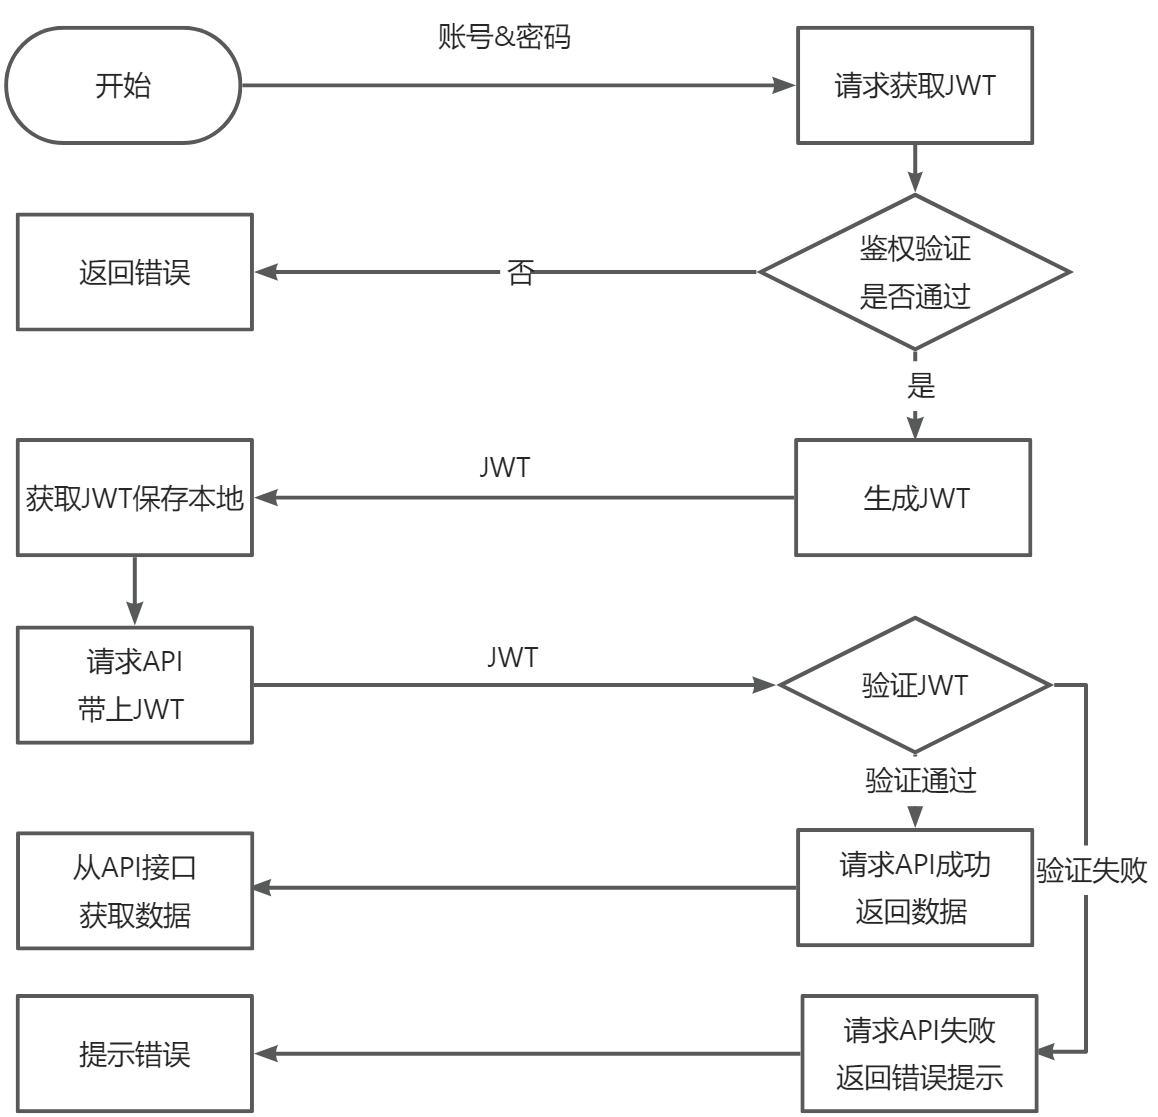 账号&密码
开始
请求获取JWT
鉴权验证
是否通过
否
返回错误
是
生成JWT
JWT
获取JWT保存本地
请求API
带上JWT
JWT
验证JWT
验证通过
验证失败
请求API成功
返回数据
从API接口
获取数据
请求API失败
返回错误提示
提示错误